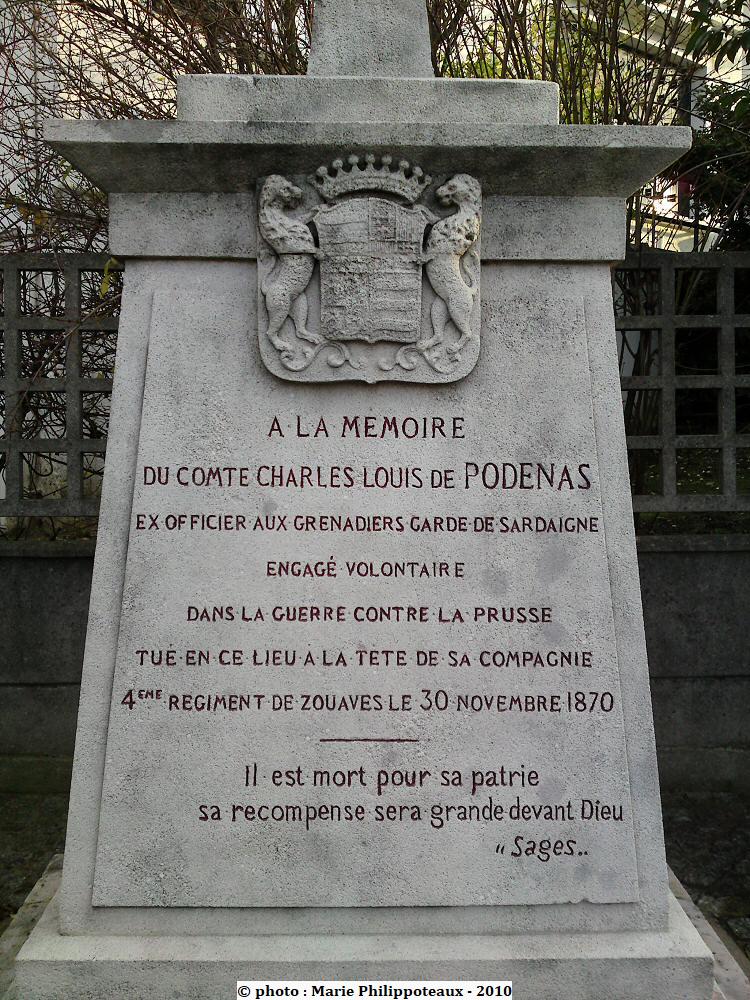 A·LA·MEMOIRE
DU·COMTE·CHARLES·LOUIS·DE·PODENAS
EX·OFFICIER·AUX·GRENADIERS·GARDE·DE·SARDAIGNE
ENGAGÉ·VOLONTAIRE
DANS·LA·GUERRE·CONTRE·LA·PRUSSE
TUÉ·EN·CE·LIEU·À·LA·TETE·DE·SA·COMPAGNIE
4EME·REGIMENT·DE·ZOUAVES·LE·30·NOVEMBRE·1870
Il·est·mort·pour·sa·patrie
sa·recompense·sera·grande·devant·Dieu
"Sages..
© photo : Marie Philippoteaux - 2010